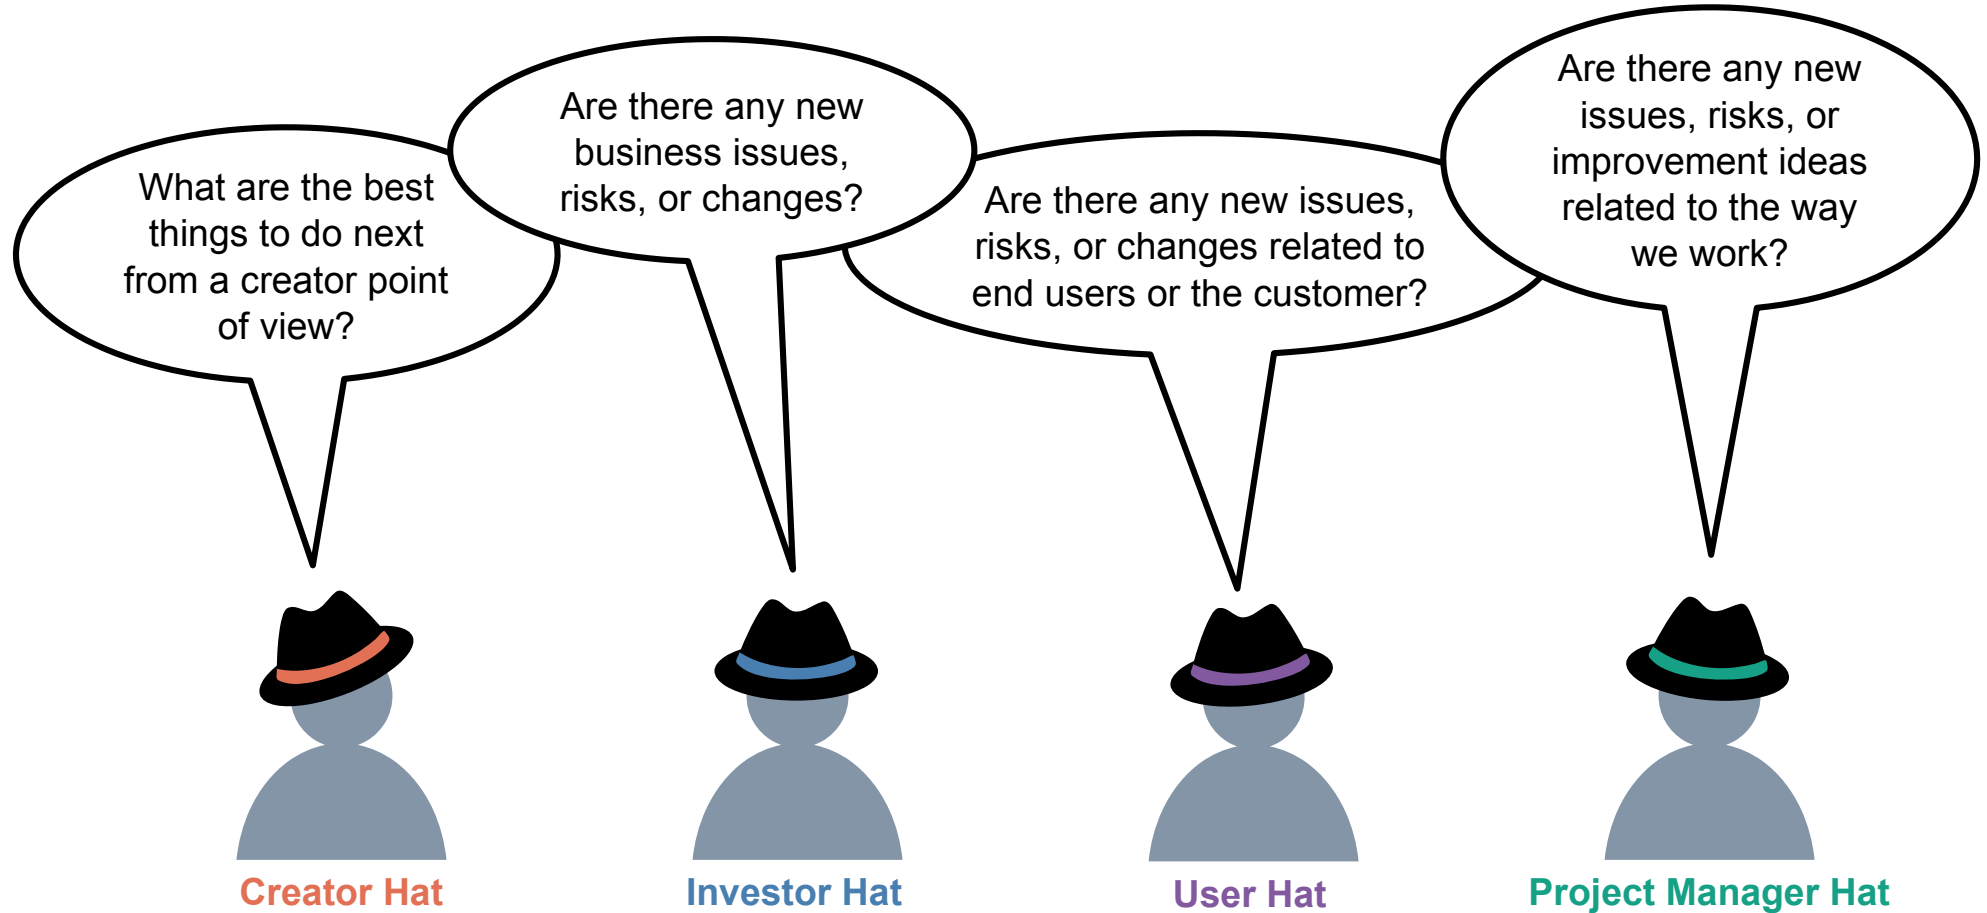 What are the best
things to do next
from a creator point
of view?
Are there any new
business issues,
risks, or changes?
Are there any new issues,
risks, or changes related to
end users or the customer?
Are there any new
issues, risks, or
improvement ideas
related to the way
we work?
Creator Hat
Investor Hat
User Hat
Project Manager Hat